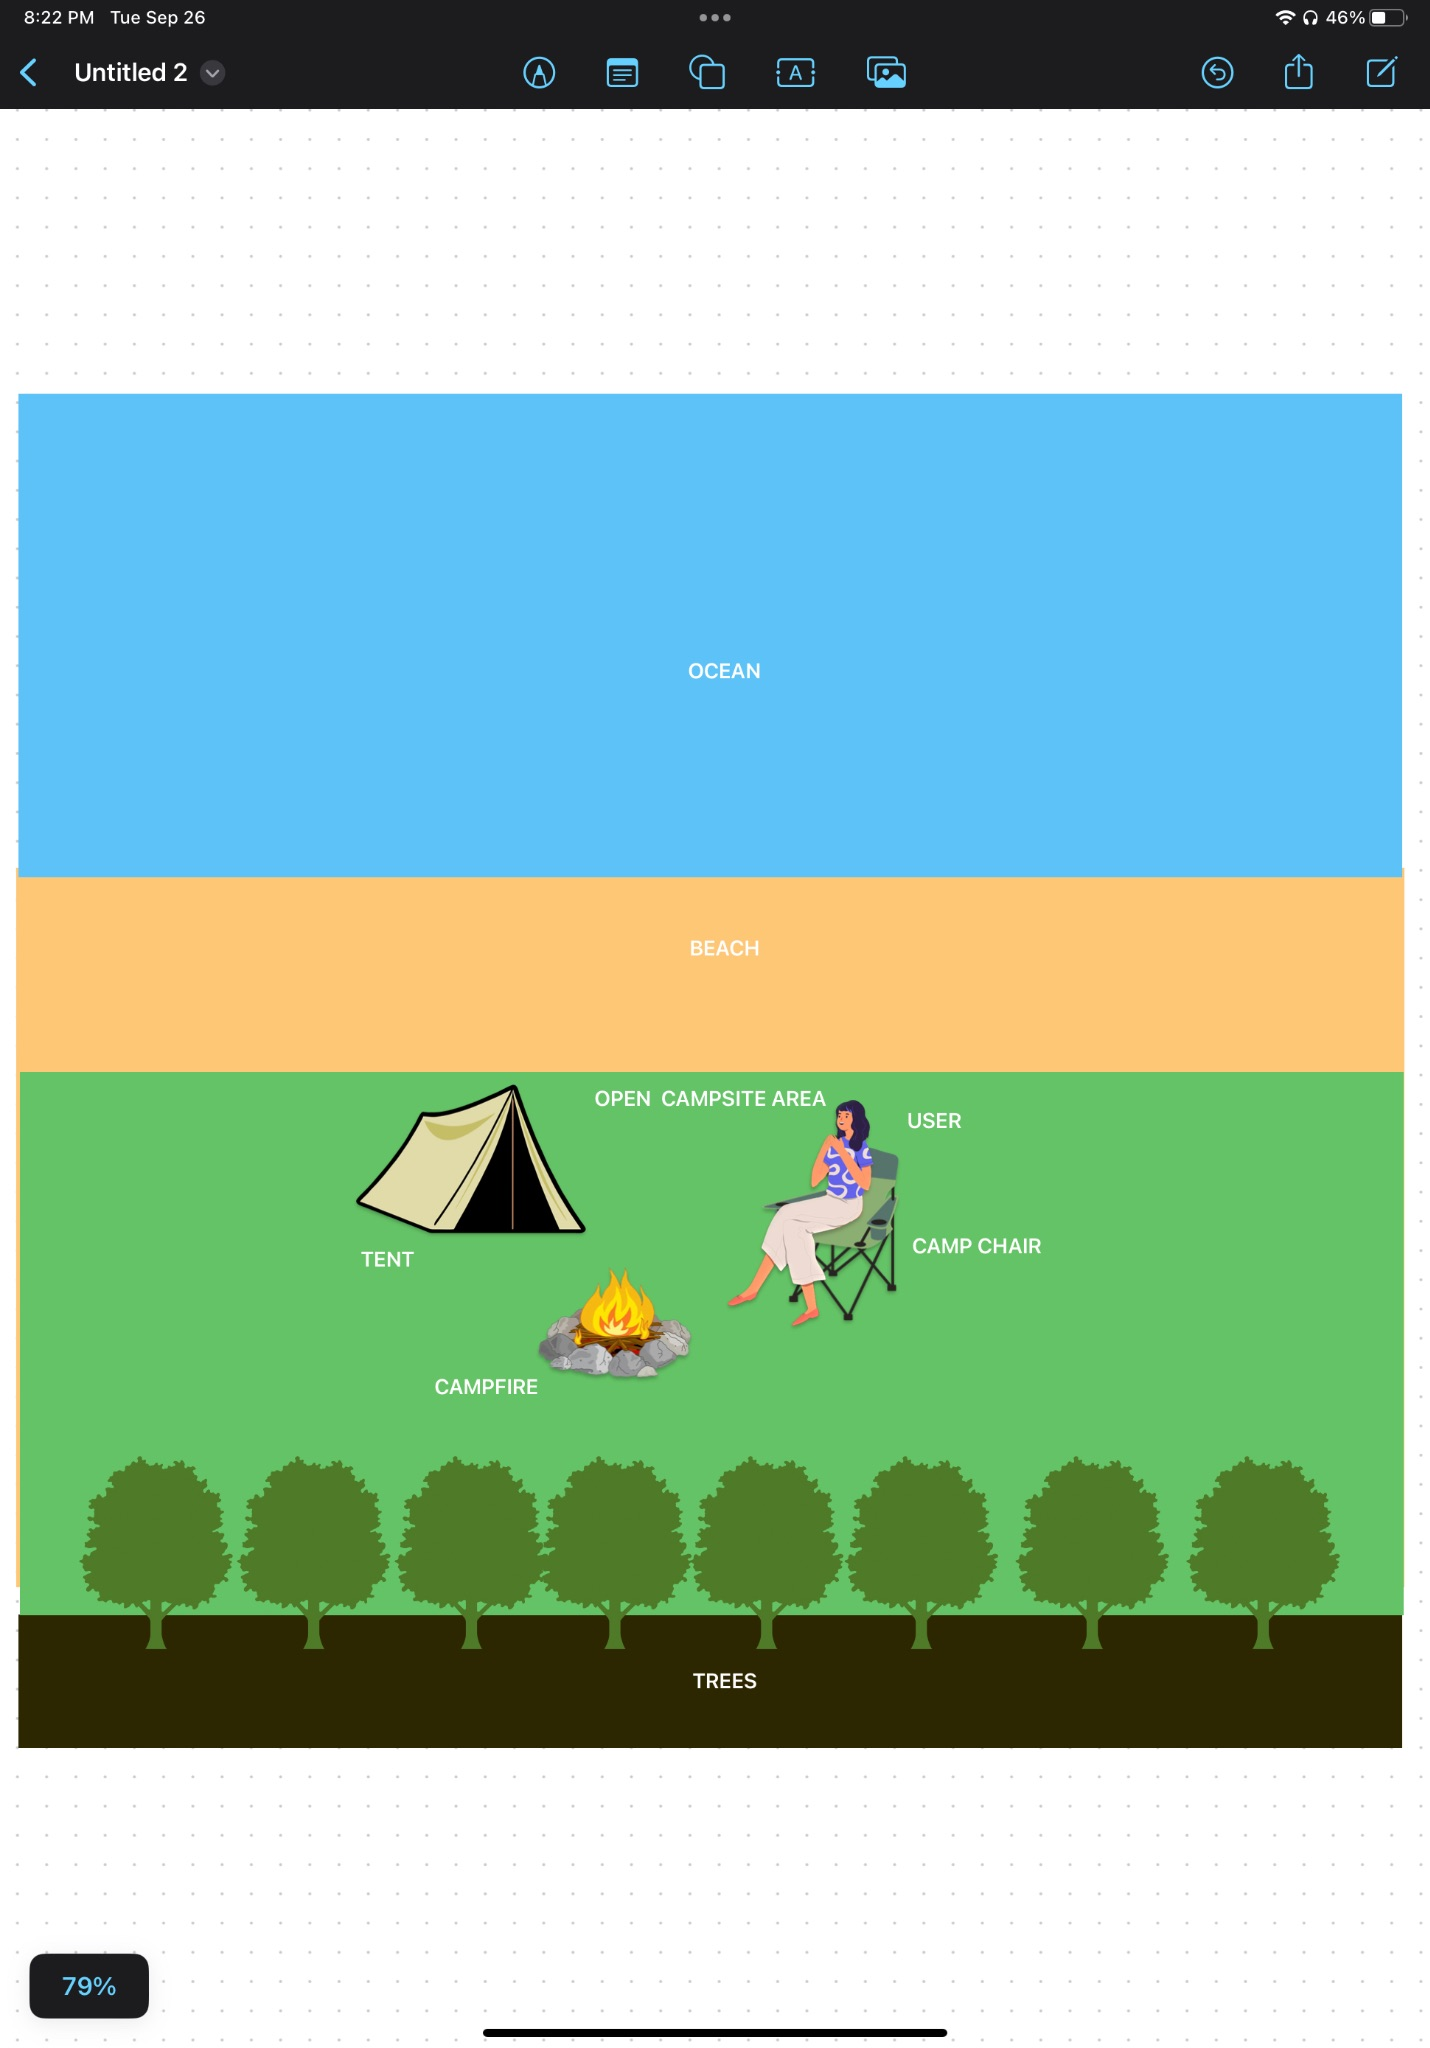 8:22 PM Tue Sep 26
46%
Untitled 2
A
OCEAN
BEACH
OPEN CAMPSITE AREA
USER
CAMP CHAIR
TENT
CAMPFIRE
TREES
79%